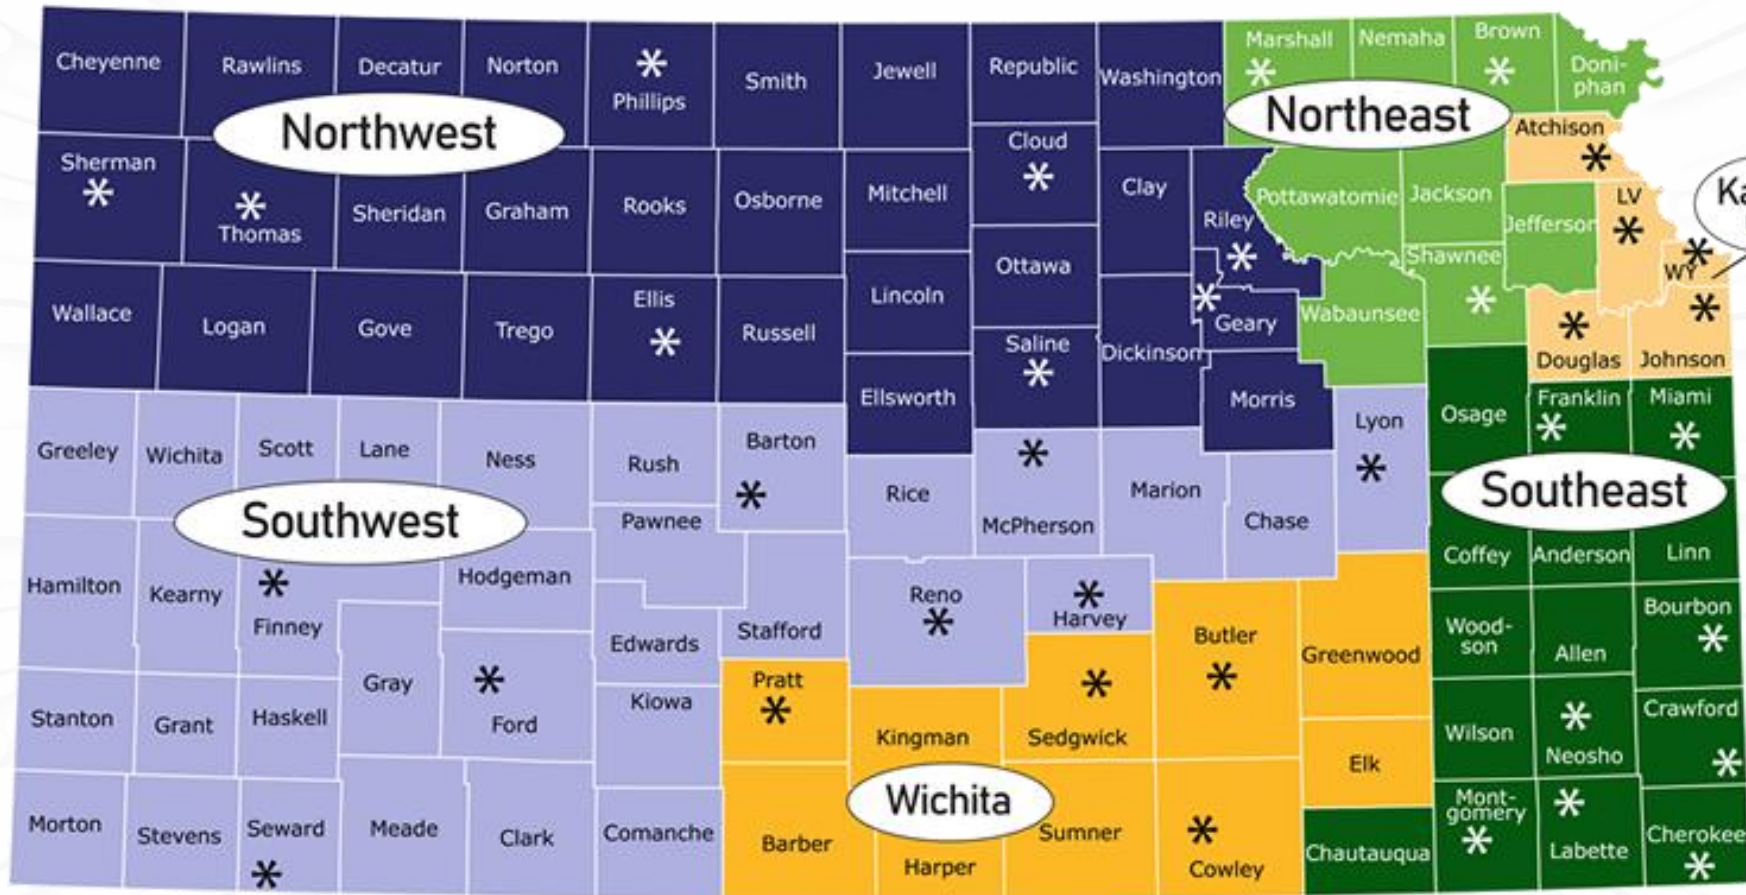 Cheyenne
Rawlins
Decatur
Norton
*
Phillips
Smith
Jewell
Republic
Washington
Marshall
*
Nemaha
Brown
*
Doni-
phan
Northwest
Northeast
Atchison
*
Sherman
*
*
Thomas
Sheridan
Graham
Rooks
Osborne
Mitchell
Cloud
*
Clay
Riley
*
Pottawatomie
Jackson
Jefferson
LV
*
Ka
*
WY
Wallace
Logan
Gove
Trego
Ellis
*
Russell
Lincoln
Ottawa
Saline
*
Dickinson
*
Geary
Wabaunsee
Shawnee
*
*
Douglas
*
Johnson
Ellsworth
Morris
Greeley
Wichita
Scott
Lane
Ness
Rush
Barton
*
Rice
*
McPherson
Marion
Chase
Lyon
*
Osage
Franklin
*
Miami
*
Southwest
Southeast
Pawnee
Hamilton
Kearny
*
Finney
Hodgeman
Edwards
Stafford
Reno
*
*
Harvey
Butler
*
Greenwood
Coffey
Anderson
Linn
Wood-
son
Allen
Bourbon
*
Stanton
Grant
Haskell
Gray
*
Ford
Kiowa
Pratt
*
Kingman
*
Sedgwick
Elk
Wilson
*
Neosho
Crawford
*
Wichita
Morton
Stevens
Seward
*
Meade
Clark
Comanche
Barber
Harper
Sumner
*
Cowley
Chautauqua
Mont-
gomery
*
*
Labette
Cherokee
*